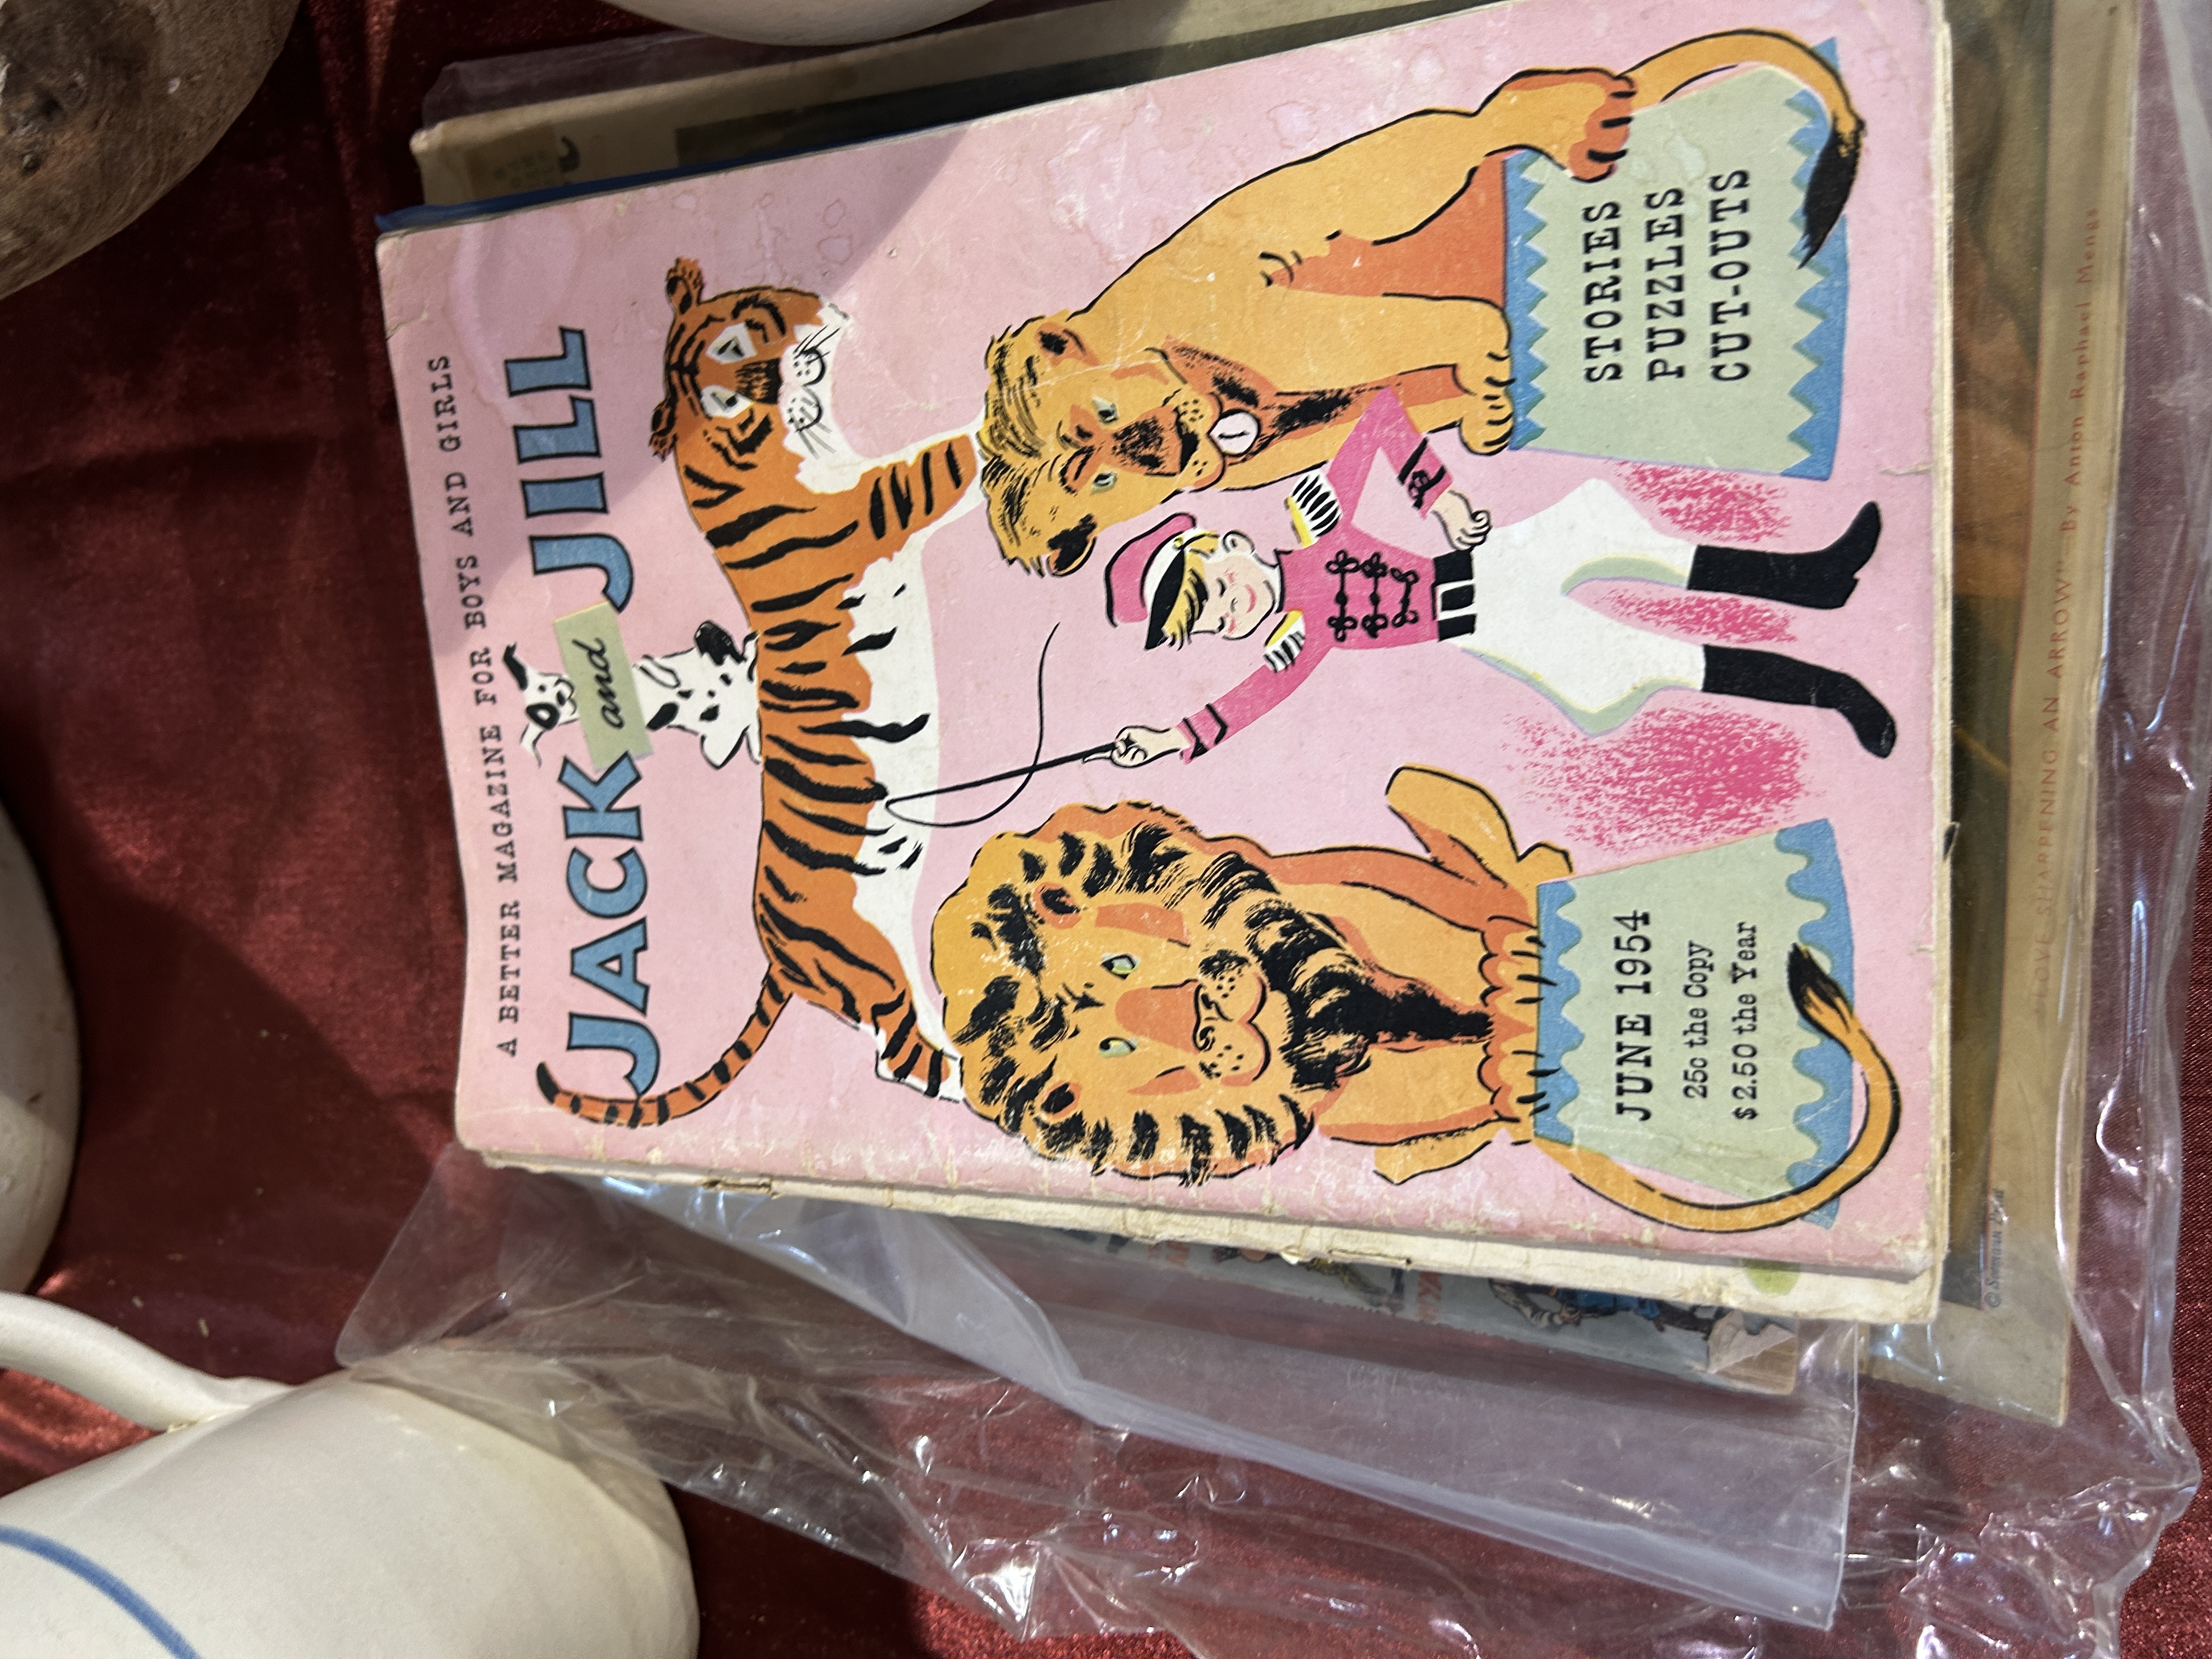 A BETTER MAGAZINE FOR BOYS AND GIRLS
JACK and JILL
STORIES
PUZZLES
CUT-OUTS
JUNE 1954
25c the Copy
$2.50 the Year
"LOVE SHARPENING AN ARROW" By Anton Raphael Mengs